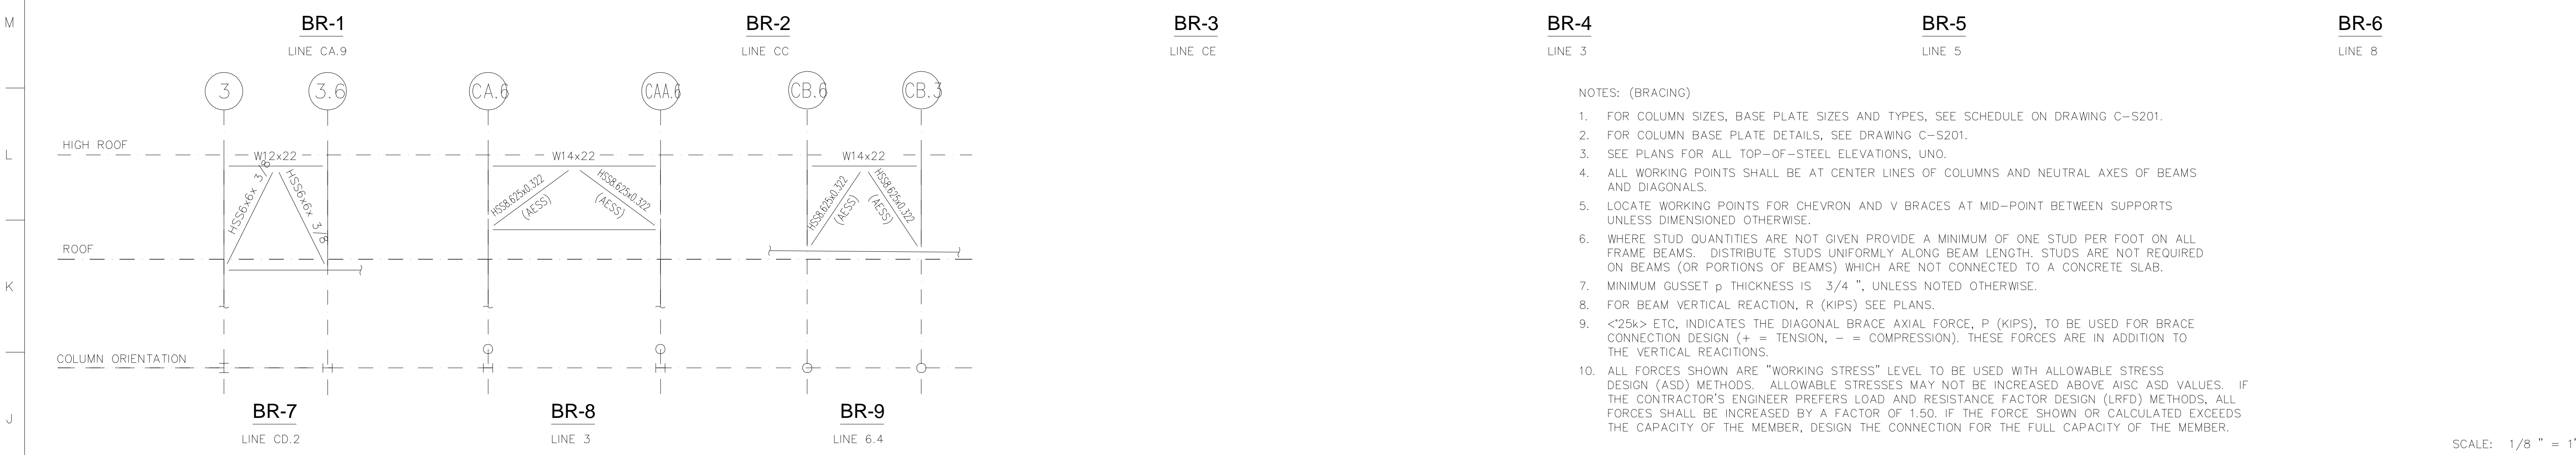 M
BR-1
LINE CA.9
BR-2
LINE CC
BR-3
LINE CE
BR-4
LINE 3
BR-5
LINE 5
BR-6
LINE 8
3
3.6
CA.6
CAA.6
CB.6
CB.3
L
HIGH ROOF
W12x22
W14x22
W14x22
HSS6x6x 3/8
HSS6x6x 3/8
HSS8.625x0.322
(AESS)
HSS8.625x0.322
(AESS)
HSS8.625x0.322
(AESS)
HSS8.625x0.322
(AESS)
ROOF
K
COLUMN ORIENTATION
J
BR-7
LINE CD.2
BR-8
LINE 3
BR-9
LINE 6.4
NOTES: (BRACING)
1. FOR COLUMN SIZES, BASE PLATE SIZES AND TYPES, SEE SCHEDULE ON DRAWING C-S201.
2. FOR COLUMN BASE PLATE DETAILS, SEE DRAWING C-S201.
3. SEE PLANS FOR ALL TOP-OF-STEEL ELEVATIONS, UNO.
4. ALL WORKING POINTS SHALL BE AT CENTER LINES OF COLUMNS AND NEUTRAL AXES OF BEAMS
AND DIAGONALS.
5. LOCATE WORKING POINTS FOR CHEVRON AND V BRACES AT MID-POINT BETWEEN SUPPORTS
UNLESS DIMENSIONED OTHERWISE.
6. WHERE STUD QUANTITIES ARE NOT GIVEN PROVIDE A MINIMUM OF ONE STUD PER FOOT ON ALL
FRAME BEAMS. DISTRIBUTE STUDS UNIFORMLY ALONG BEAM LENGTH. STUDS ARE NOT REQUIRED
ON BEAMS (OR PORTIONS OF BEAMS) WHICH ARE NOT CONNECTED TO A CONCRETE SLAB.
7. MINIMUM GUSSET p THICKNESS IS 3/4 ", UNLESS NOTED OTHERWISE.
8. FOR BEAM VERTICAL REACTION, R (KIPS) SEE PLANS.
9. <"25k> ETC, INDICATES THE DIAGONAL BRACE AXIAL FORCE, P (KIPS), TO BE USED FOR BRACE
CONNECTION DESIGN (+ = TENSION, - = COMPRESSION). THESE FORCES ARE IN ADDITION TO
THE VERTICAL REACITIONS.
10. ALL FORCES SHOWN ARE "WORKING STRESS" LEVEL TO BE USED WITH ALLOWABLE STRESS
DESIGN (ASD) METHODS. ALLOWABLE STRESSES MAY NOT BE INCREASED ABOVE AISC ASD VALUES. IF
THE CONTRACTOR'S ENGINEER PREFERS LOAD AND RESISTANCE FACTOR DESIGN (LRFD) METHODS, ALL
FORCES SHALL BE INCREASED BY A FACTOR OF 1.50. IF THE FORCE SHOWN OR CALCULATED EXCEEDS
THE CAPACITY OF THE MEMBER, DESIGN THE CONNECTION FOR THE FULL CAPACITY OF THE MEMBER.
SCALE: 1/8 " = 1'